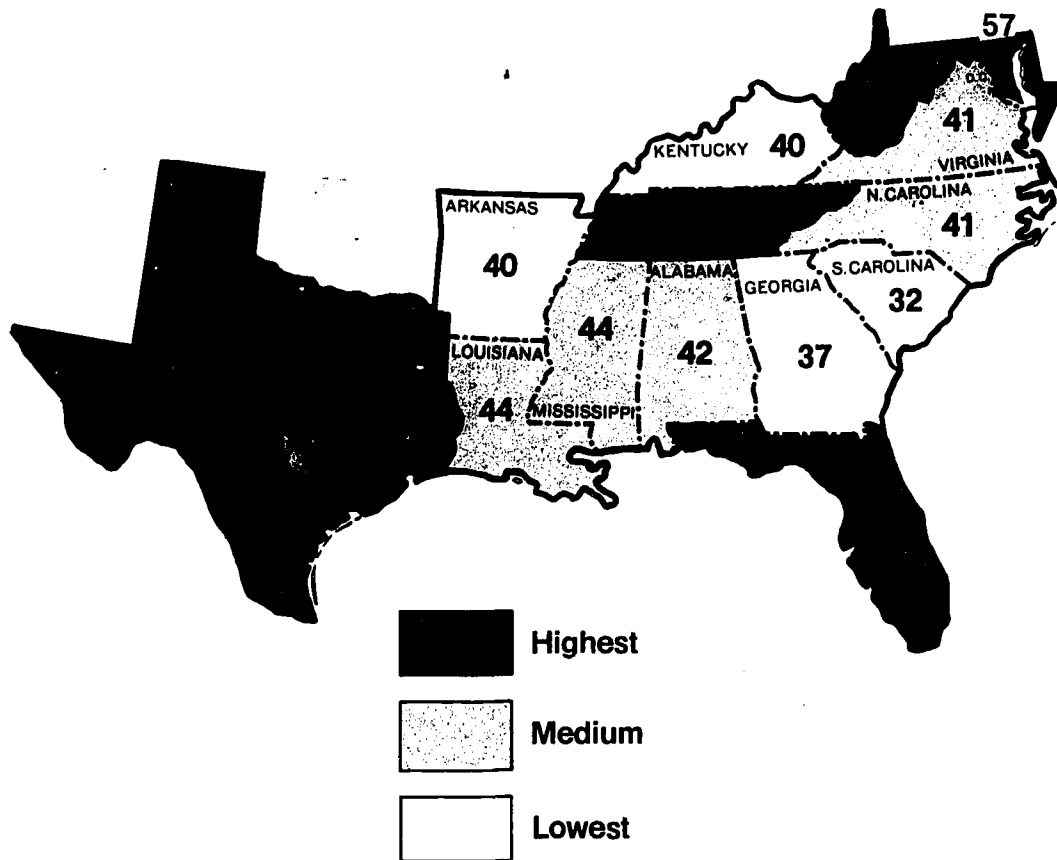 57
D.C.
41
KENTUCKY 40
VIRGINIA
N. CAROLINA
ARKANSAS
41
40
ALABAMA
S. CAROLINA
GEORGIA
32
44
LOUISIANA
42
37
44
MISSISSIPPI
Highest
Medium
Lowest